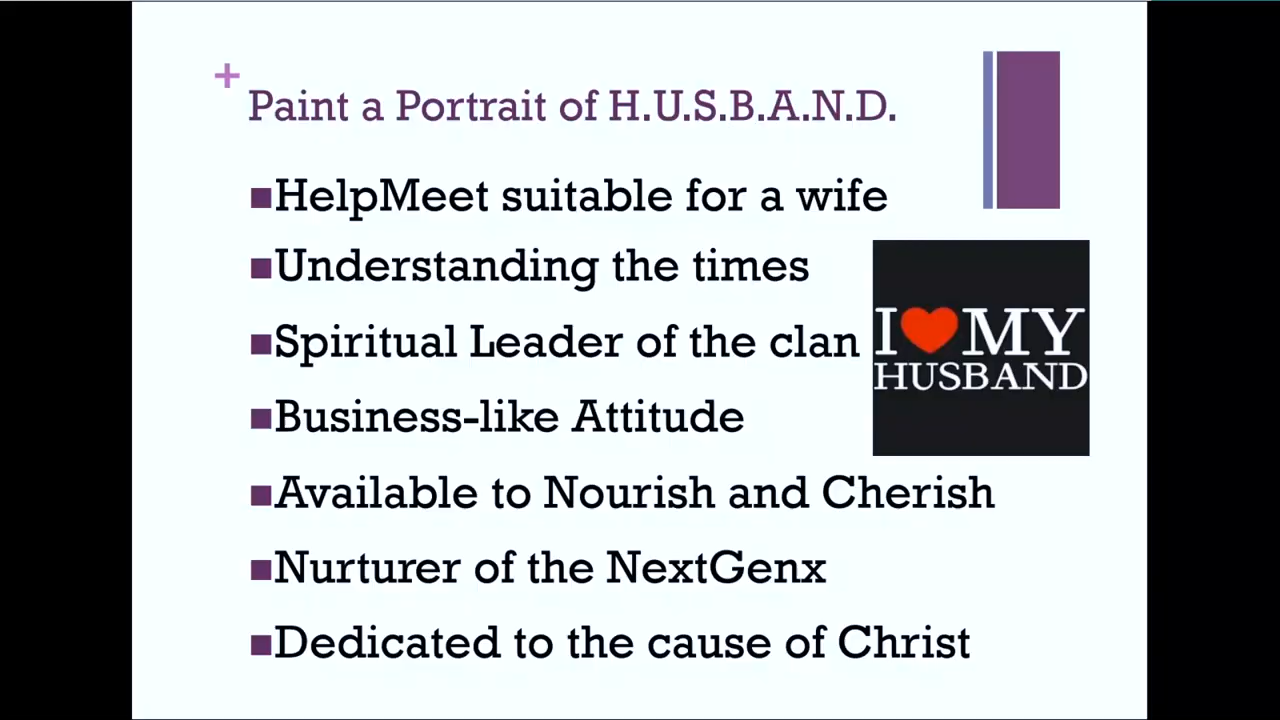 +
Paint a Portrait of H.U.S.B.A.N.D.
■HelpMeet suitable for a wife
■Understanding the times
■Spiritual Leader of the clan
■Business-like Attitude
■Available to Nourish and Cherish
■Nurturer of the NextGenx
■Dedicated to the cause of Christ
I ❤ MY
HUSBAND